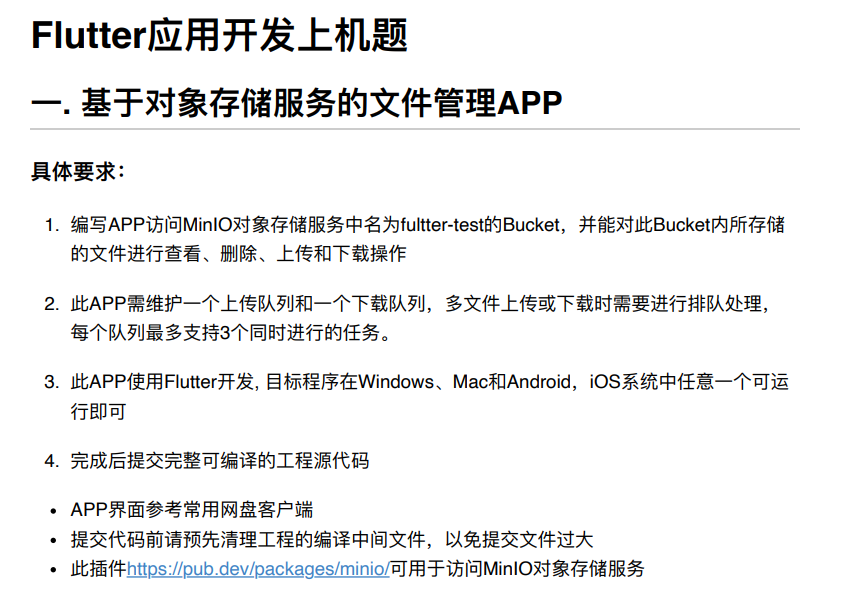 Flutter应用开发上机题
一. 基于对象存储服务的文件管理APP
具体要求：
1. 编写APP访问MinIO对象存储服务中名为fultter-test的Bucket，并能对此Bucket内所存储
的文件进行查看、删除、上传和下载操作
2. 此APP需维护一个上传队列和一个下载队列，多文件上传或下载时需要进行排队处理，
每个队列最多支持3个同时进行的任务。
3. 此APP使用Flutter开发, 目标程序在Windows、Mac和Android，iOS系统中任意一个可运
行即可
4. 完成后提交完整可编译的工程源代码
• APP界面参考常用网盘客户端
• 提交代码前请预先清理工程的编译中间文件，以免提交文件过大
• 此插件https://pub.dev/packages/minio/可用于访问MinIO对象存储服务